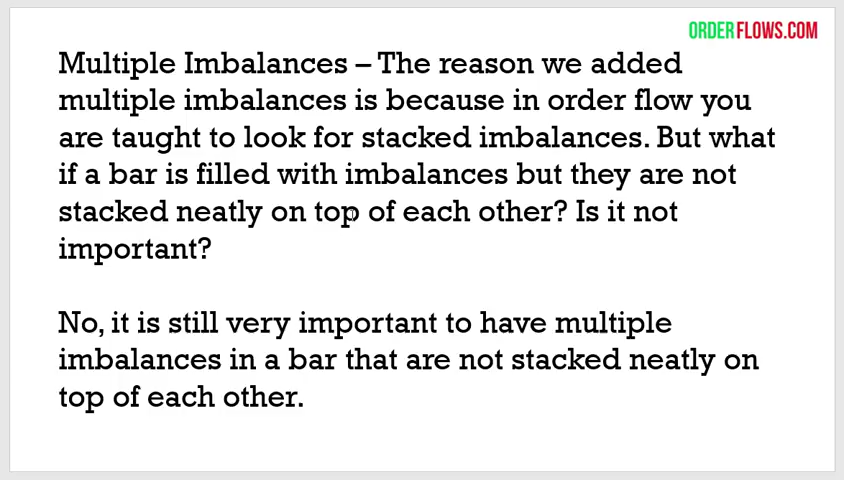 ORDERFLOWS.COM
Multiple Imbalances – The reason we added
multiple imbalances is because in order flow you
are taught to look for stacked imbalances. But what
if a bar is filled with imbalances but they are not
stacked neatly on top of each other? Is it not
important?
No, it is still very important to have multiple
imbalances in a bar that are not stacked neatly on
top of each other.